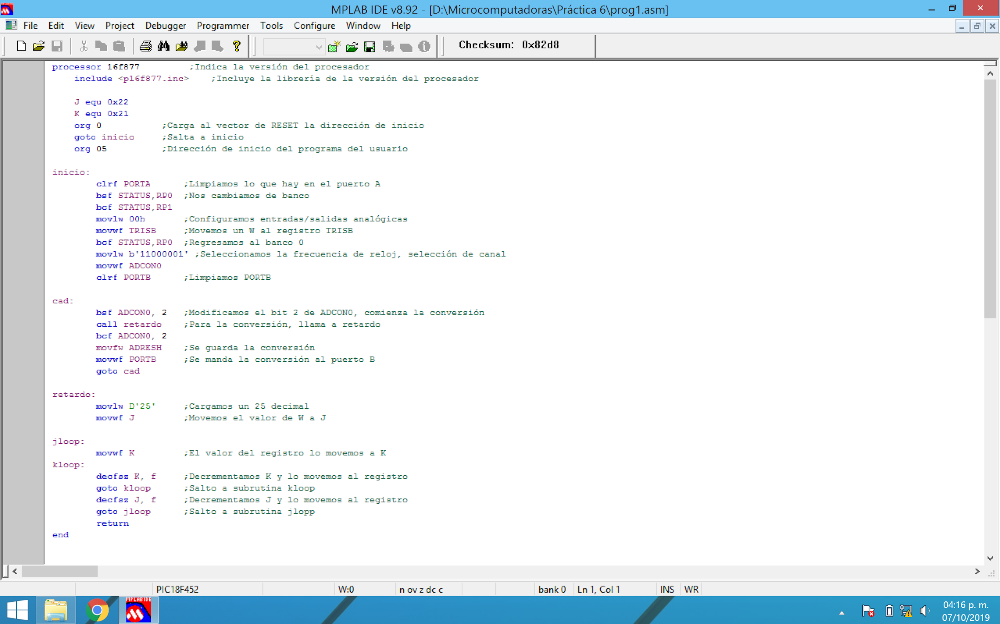 MPLAB IDE v8.92 - [D:\Microcomputadoras\Práctica 6\prog1.asm]
File Edit View Project Debugger Programmer Tools Configure Window Help
Checksum: 0x82d8
processor 16f877 ;Indica la versión del procesador
include <p16f877.inc> ;Incluye la librería de la versión del procesador
J equ 0x22
K equ 0x21
org 0 ;Carga al vector de RESET la dirección de inicio
goto inicio ;Salta a inicio
org 05 ;Dirección de inicio del programa del usuario
inicio:
clrf PORTA ;Limpiamos lo que hay en el puerto A
bsf STATUS,RP0 ;Nos cambiamos de banco
bcf STATUS,RP1
movlw 00h ;Configuramos entradas/salidas analógicas
movwf TRISB ;Movemos un W al registro TRISB
bcf STATUS,RP0 ;Regresamos al banco 0
movlw b'11000001' ;Seleccionamos la frecuencia de reloj, selección de canal
movwf ADCON0
clrf PORTB ;Limpiamos PORTB
cad:
bsf ADCON0, 2 ;Modificamos el bit 2 de ADCON0, comienza la conversión
call retardo ;Para la conversión, llama a retardo
bcf ADCON0, 2
movfw ADRESH ;Se guarda la conversión
movwf PORTB ;Se manda la conversión al puerto B
goto cad
retardo:
movlw D'25' ;Cargamos un 25 decimal
movwf J ;Movemos el valor de W a J
jloop:
movwf K ;El valor del registro lo movemos a K
kloop:
decfsz K, f ;Decrementamos K y lo movemos al registro
goto kloop ;Salto a subrutina kloop
decfsz J, f ;Decrementamos J y lo movemos al registro
goto jloop ;Salto a subrutina jlopp
return
end
PIC18F452 W:0 n ov z dc c bank 0 Ln 1, Col 1 INS WR
MPLAB IDE
04:16 p. m.
07/10/2019